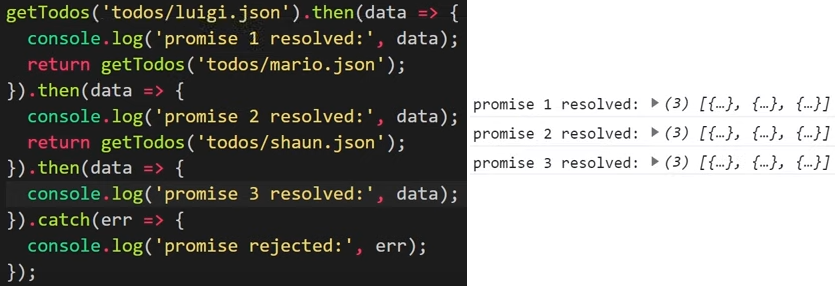 getTodos('todos/luigi.json').then(data => {
  console.log('promise 1 resolved:', data);
  return getTodos('todos/mario.json');
}).then(data => {
  console.log('promise 2 resolved:', data);
  return getTodos('todos/shaun.json');
}).then(data => {
  console.log('promise 3 resolved:', data);
}).catch(err => {
  console.log('promise rejected:', err);
});
promise 1 resolved: ▶(3) [{…}, {…}, {…}]
promise 2 resolved: ▶(3) [{…}, {…}, {…}]
promise 3 resolved: ▶(3) [{…}, {…}, {…}]